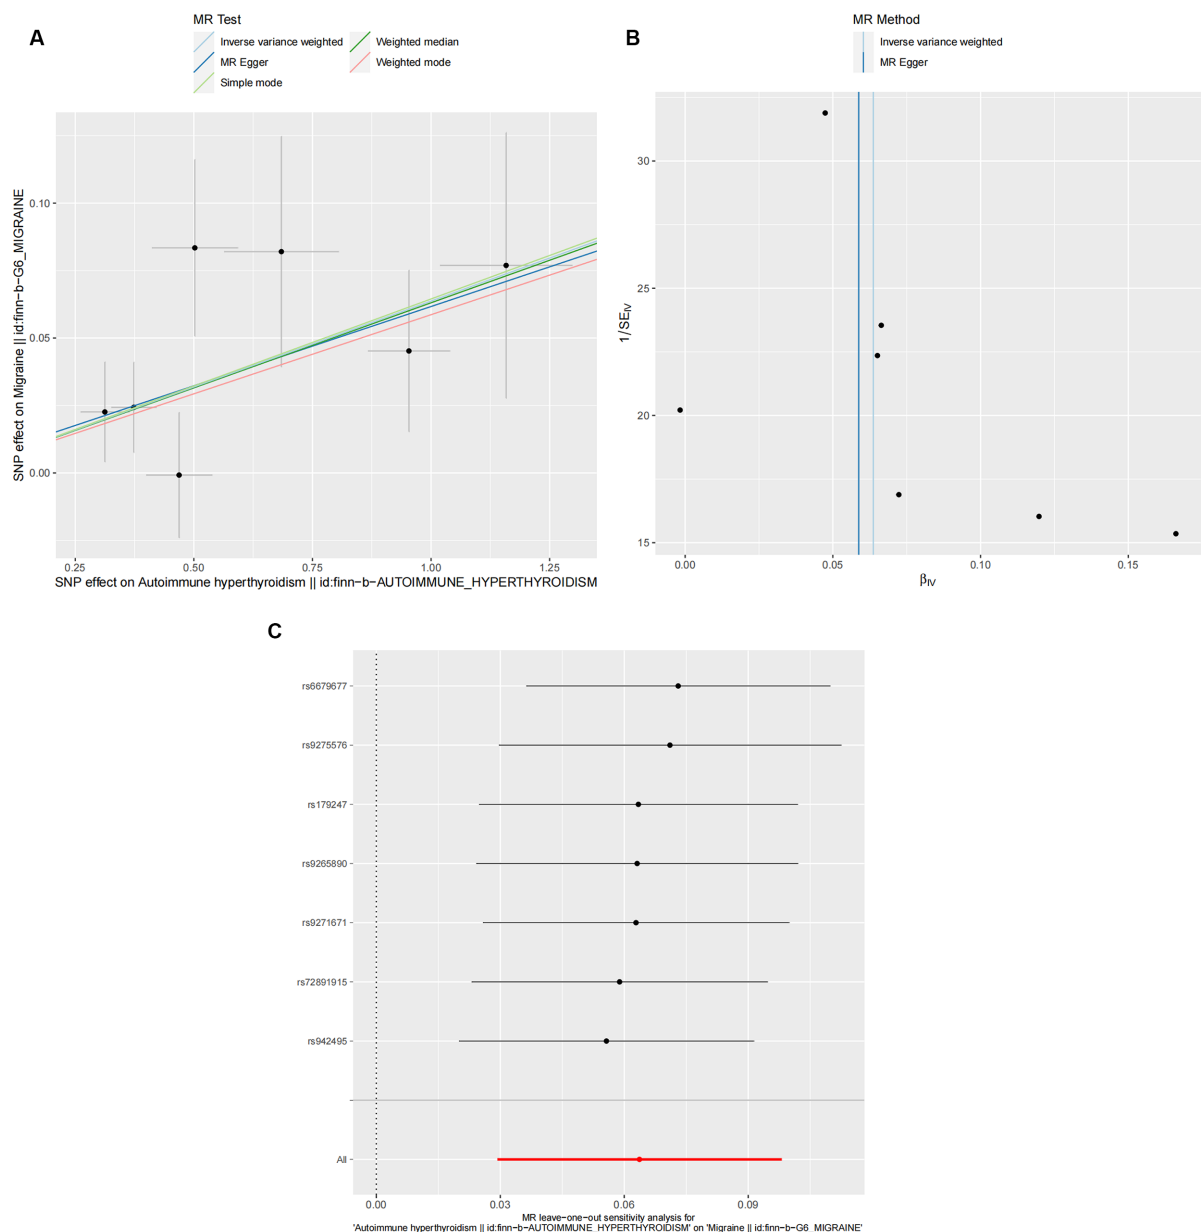 MR Test
MR Method
A
B
Inverse variance weighted
Weighted median
MR Egger
Weighted mode
Simple mode
Inverse variance weighted
MR Egger
SNP effect on Migraine || id:finn-b-G6_MIGRAINE
0.10
0.05
0.00
0.25
0.50
0.75
1.00
1.25
SNP effect on Autoimmune hyperthyroidism || id:finn-b-AUTOIMMUNE_HYPERTHYROIDISM
1/SE_IV
30
25
20
15
0.00
0.05
0.10
0.15
β_IV
C
rs6679677
rs9275576
rs179247
rs9265890
rs9271671
rs72891915
rs942495
All
0.00
0.03
0.06
0.09
MR leave-one-out sensitivity analysis for
'Autoimmune hyperthyroidism || id:finn-b-AUTOIMMUNE_HYPERTHYROIDISM' on 'Migraine || id:finn-b-G6_MIGRAINE'